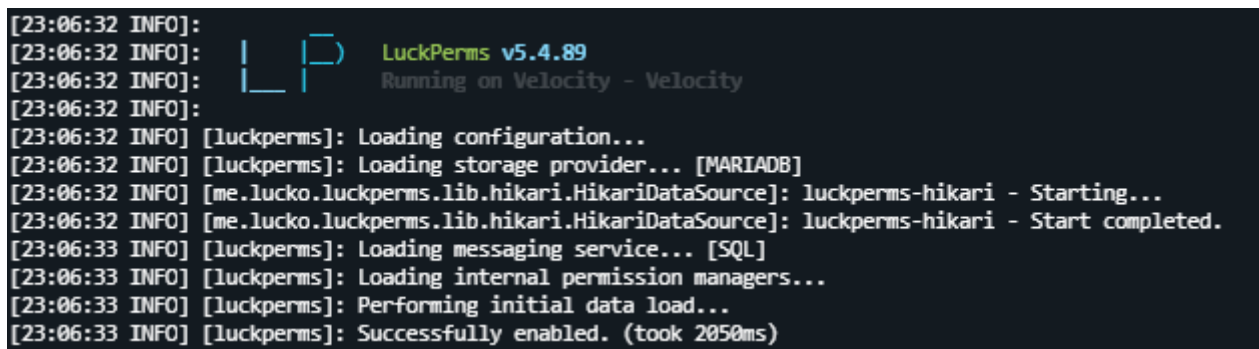 [23:06:32 INFO]:
[23:06:32 INFO]: LuckPerms v5.4.89
[23:06:32 INFO]: Running on Velocity - Velocity
[23:06:32 INFO]:
[23:06:32 INFO] [luckperms]: Loading configuration...
[23:06:32 INFO] [luckperms]: Loading storage provider... [MARIADB]
[23:06:32 INFO] [me.lucko.luckperms.lib.hikari.HikariDataSource]: luckperms-hikari - Starting...
[23:06:32 INFO] [me.lucko.luckperms.lib.hikari.HikariDataSource]: luckperms-hikari - Start completed.
[23:06:33 INFO] [luckperms]: Loading messaging service... [SQL]
[23:06:33 INFO] [luckperms]: Loading internal permission managers...
[23:06:33 INFO] [luckperms]: Performing initial data load...
[23:06:33 INFO] [luckperms]: Successfully enabled. (took 2050ms)